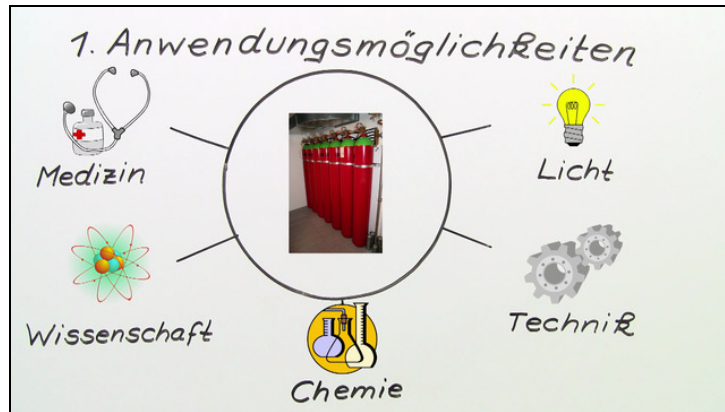 1. Anwendungsmöglichkeiten
Medizin
Licht
Wissenschaft
Technik
Chemie